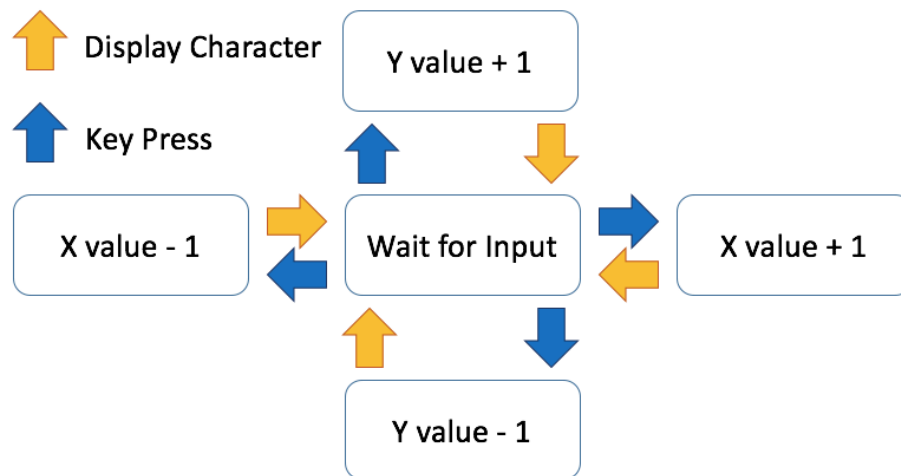 Display Character
Y value + 1
Key Press
X value - 1
Wait for Input
X value + 1
Y value - 1